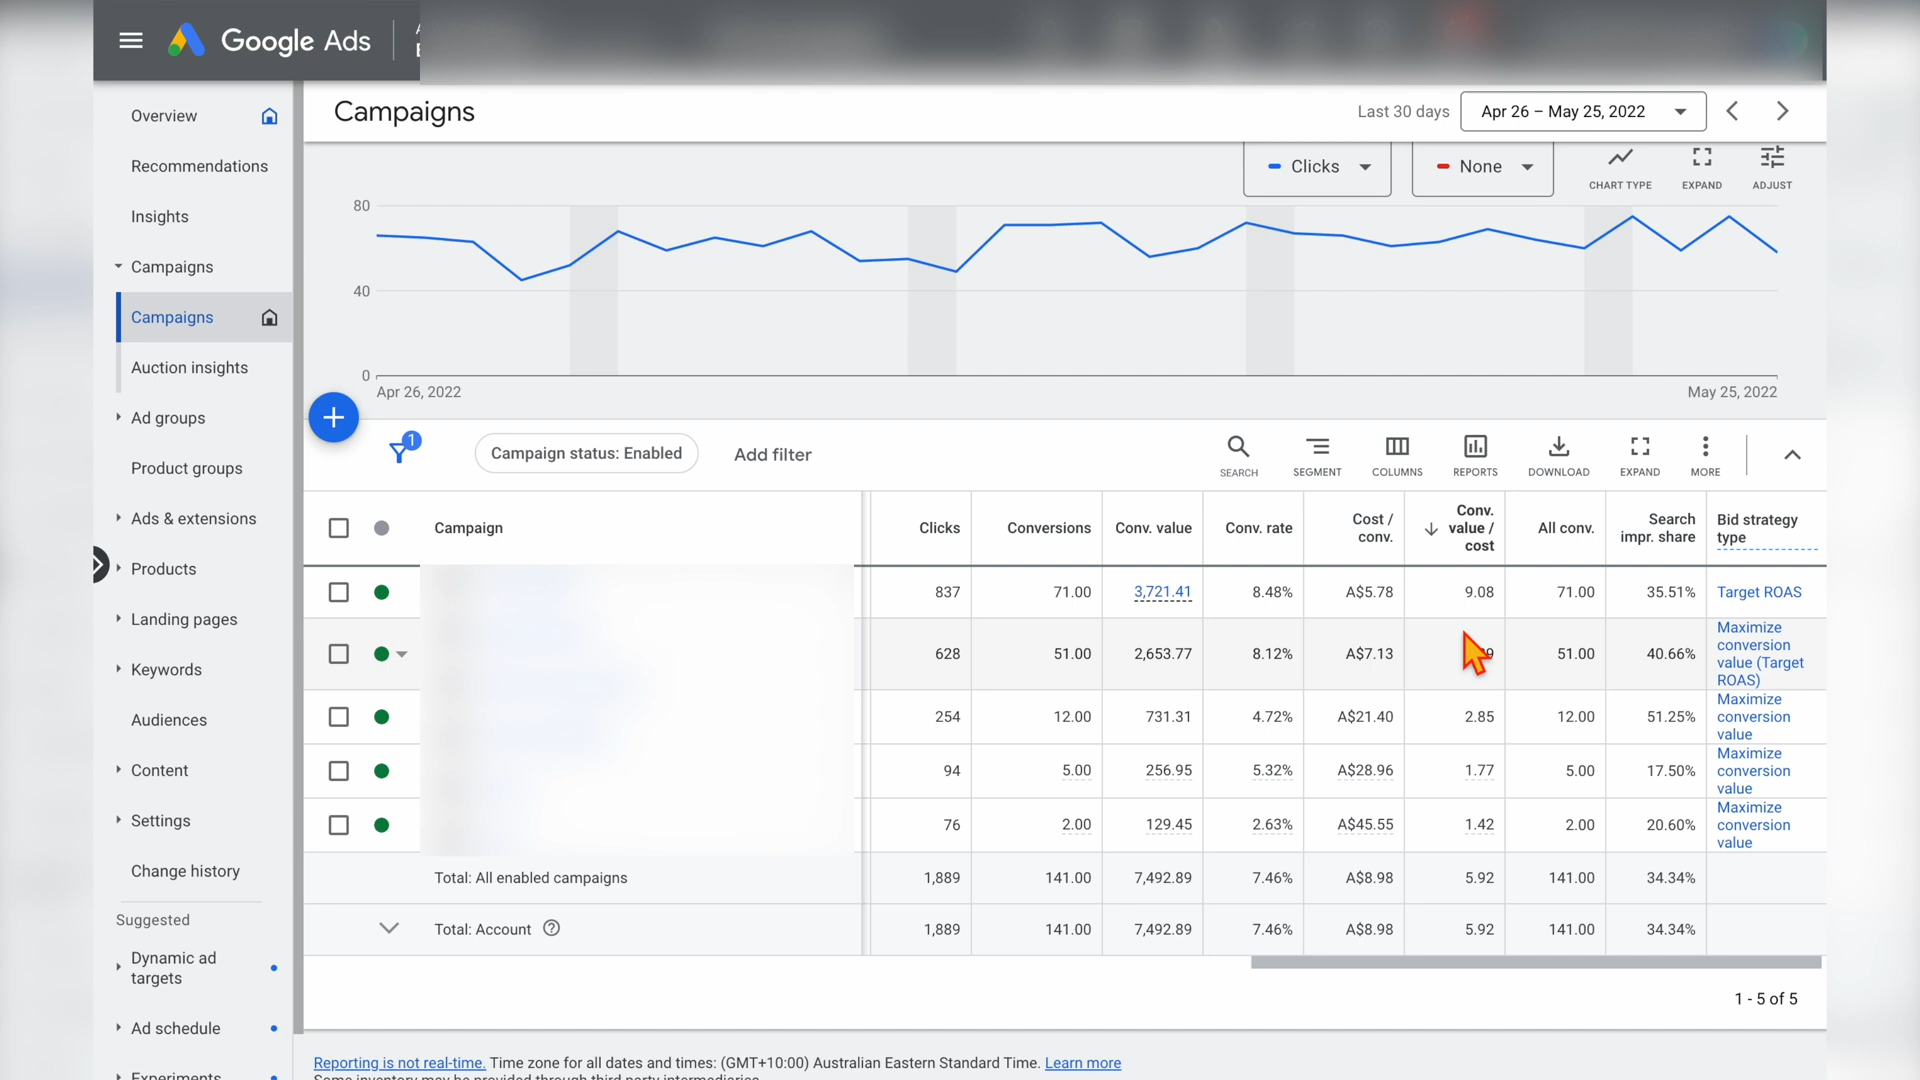 Google Ads
Overview
Recommendations
Insights
Campaigns
Campaigns
Auction insights
Ad groups
Product groups
Ads & extensions
Products
Landing pages
Keywords
Audiences
Content
Settings
Change history
Suggested
Dynamic ad
targets
Ad schedule
Experiments
Campaigns
Last 30 days
Apr 26 – May 25, 2022
Clicks
None
CHART TYPE
EXPAND
ADJUST
80
40
0
Apr 26, 2022
May 25, 2022
1
Campaign status: Enabled
Add filter
SEARCH
SEGMENT
COLUMNS
REPORTS
DOWNLOAD
EXPAND
MORE
Campaign
Clicks
Conversions
Conv. value
Conv. rate
Cost /
conv.
Conv.
value /
cost
All conv.
Search
impr. share
Bid strategy
type
837 71.00 3,721.41 8.48% A$5.78 9.08 71.00 35.51% Target ROAS
628 51.00 2,653.77 8.12% A$7.13 51.00 40.66% Maximize
conversion
value (Target
ROAS)
254 12.00 731.31 4.72% A$21.40 2.85 12.00 51.25% Maximize
conversion
value
94 5.00 256.95 5.32% A$28.96 1.77 5.00 17.50% Maximize
conversion
value
76 2.00 129.45 2.63% A$45.55 1.42 2.00 20.60% Maximize
conversion
value
Total: All enabled campaigns 1,889 141.00 7,492.89 7.46% A$8.98 5.92 141.00 34.34%
Total: Account 1,889 141.00 7,492.89 7.46% A$8.98 5.92 141.00 34.34%
1 - 5 of 5
Reporting is not real-time. Time zone for all dates and times: (GMT+10:00) Australian Eastern Standard Time. Learn more
Some inventory may be provided through third party intermediaries.